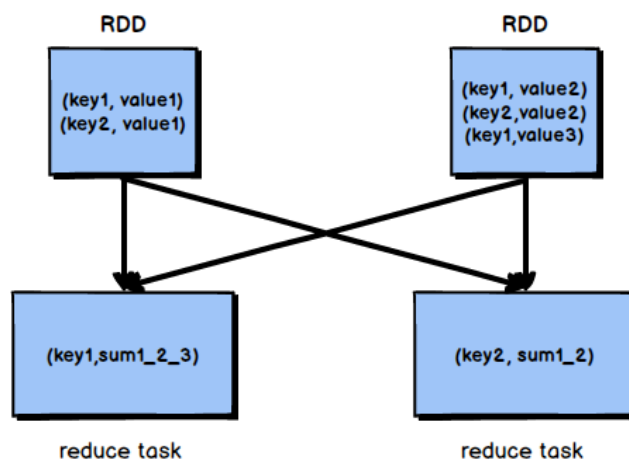 RDD
RDD
(key1, value1)
(key2, value1)
(key1, value2)
(key2,value2)
(key1,value3)
(key1,sum1_2_3)
(key2, sum1_2)
reduce task
reduce task